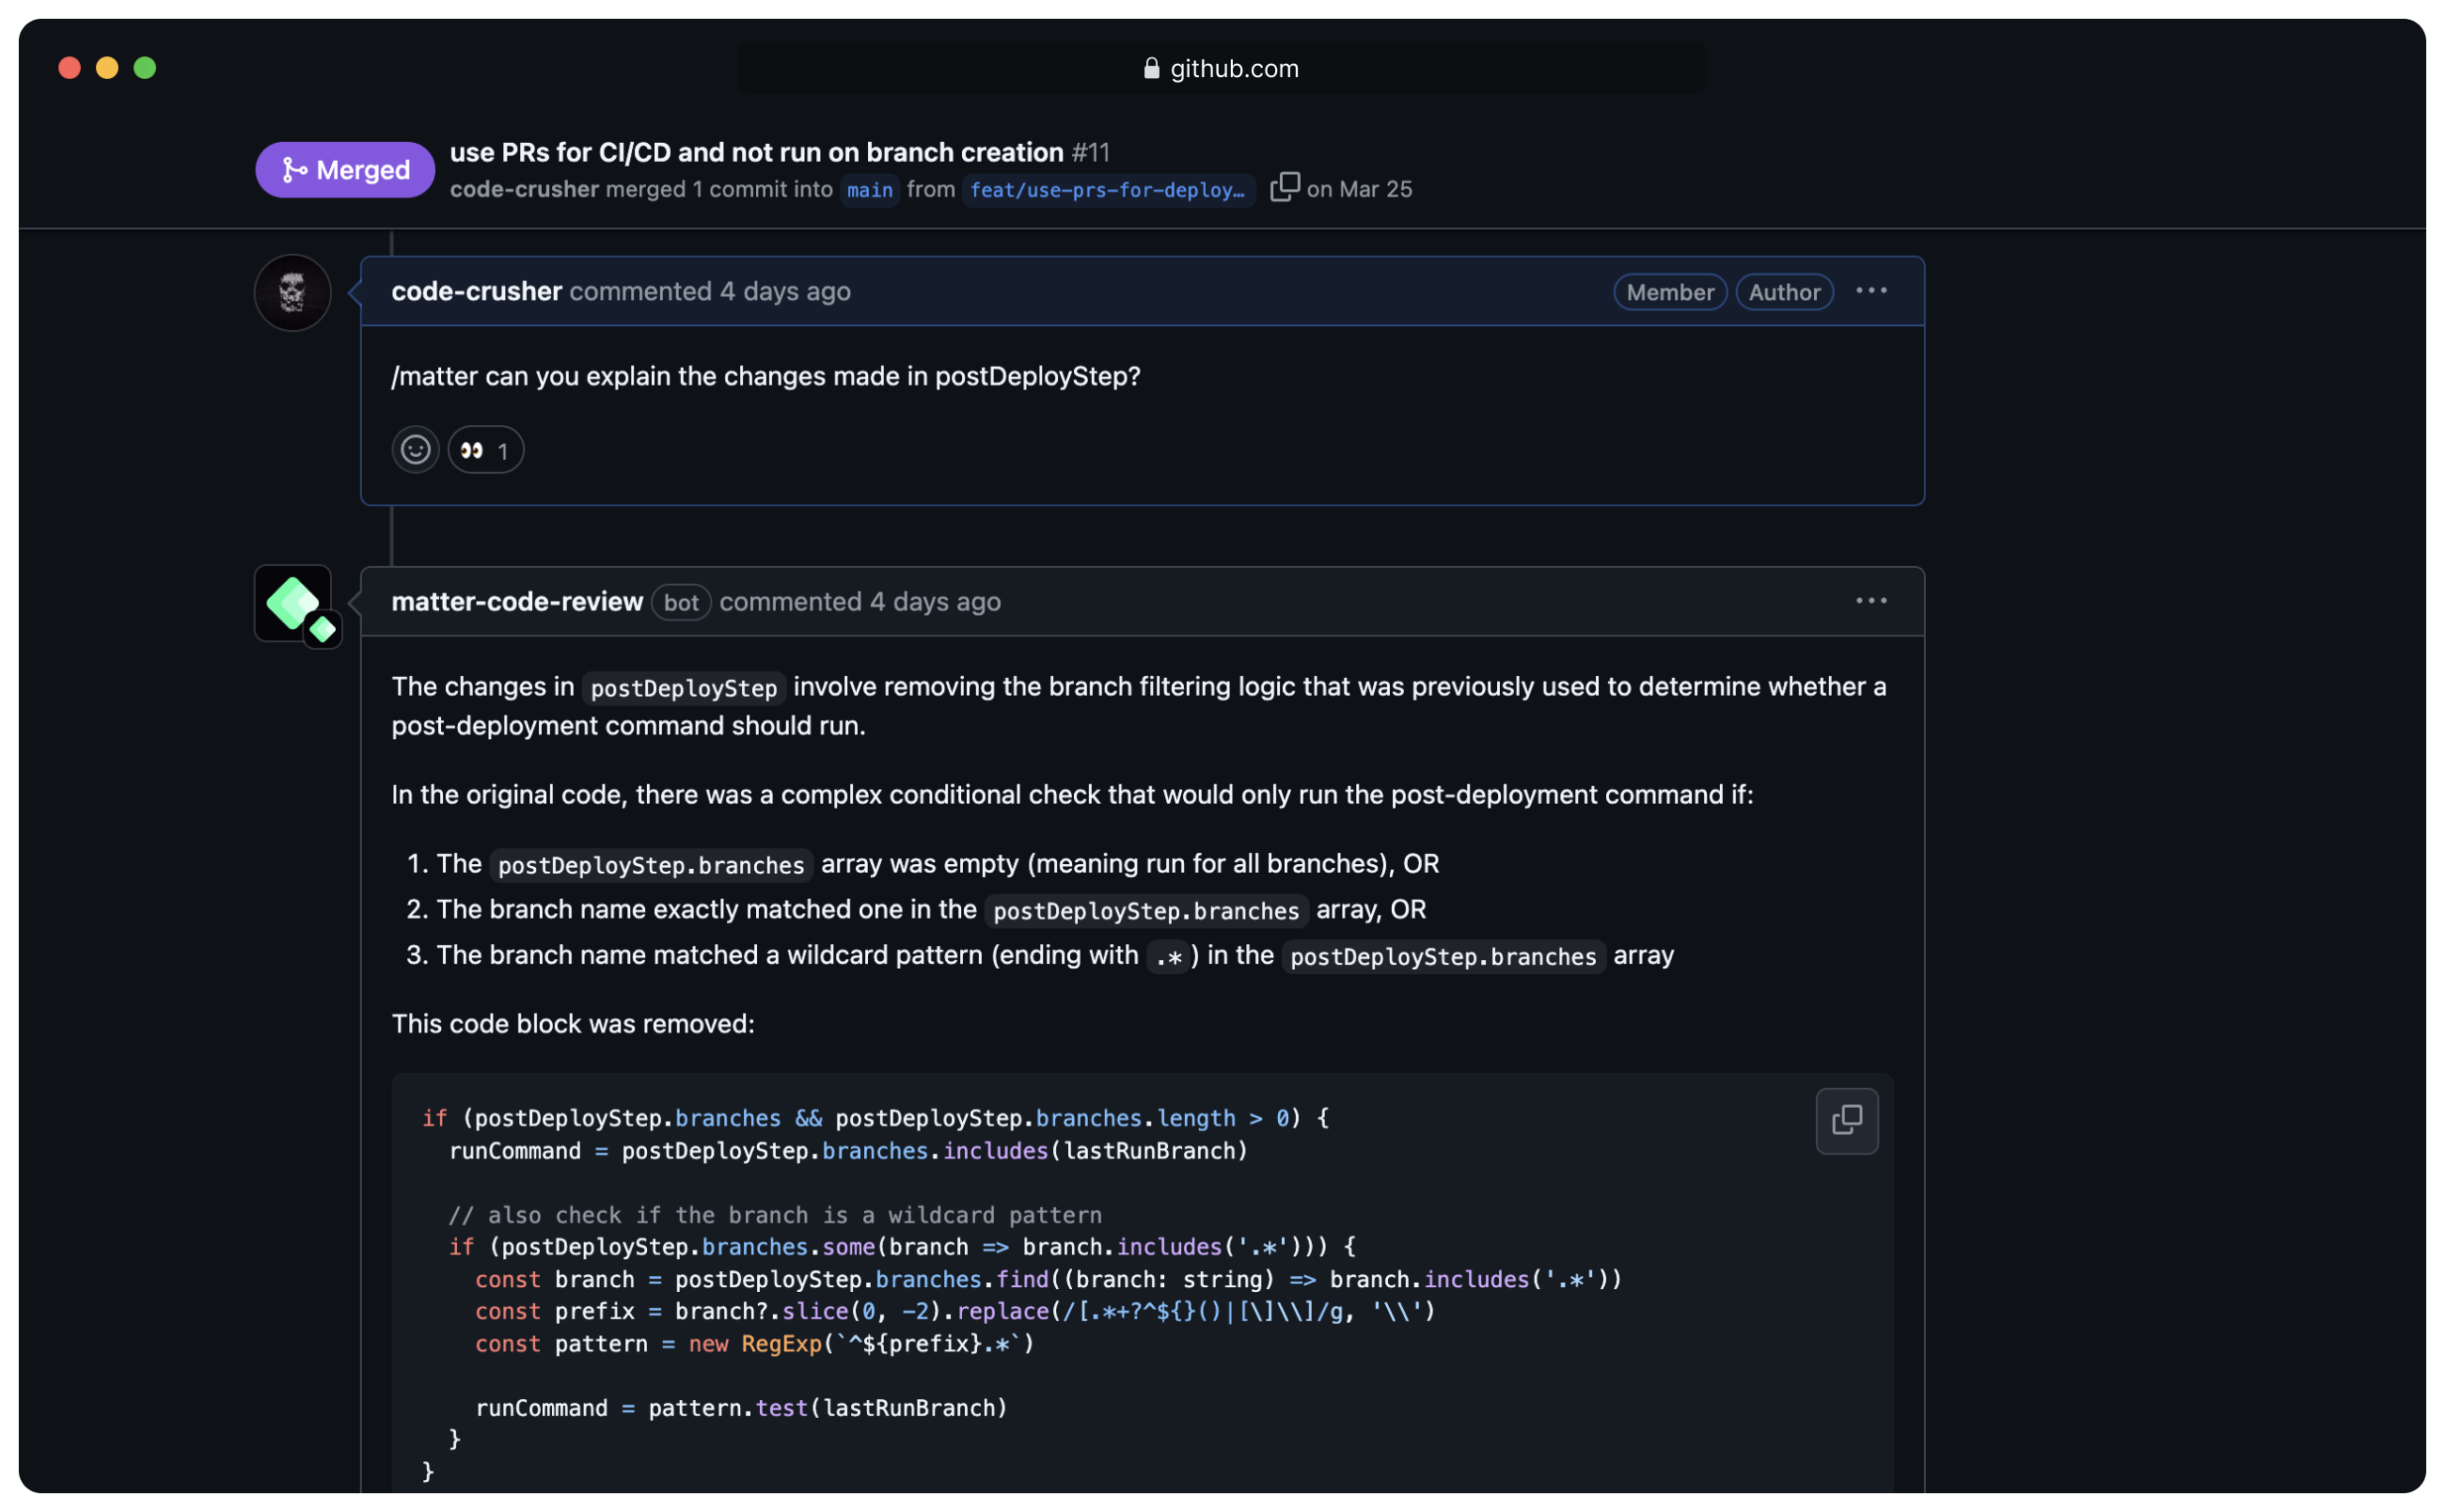 github.com
Merged
use PRs for CI/CD and not run on branch creation #11
code-crusher merged 1 commit into main from feat/use-prs-for-deploy… on Mar 25
code-crusher commented 4 days ago
Member Author ···
/matter can you explain the changes made in postDeployStep?
👀 1
matter-code-review bot commented 4 days ago ···
The changes in postDeployStep involve removing the branch filtering logic that was previously used to determine whether a
post-deployment command should run.
In the original code, there was a complex conditional check that would only run the post-deployment command if:
1. The postDeployStep.branches array was empty (meaning run for all branches), OR
2. The branch name exactly matched one in the postDeployStep.branches array, OR
3. The branch name matched a wildcard pattern (ending with .*) in the postDeployStep.branches array
This code block was removed:
if (postDeployStep.branches && postDeployStep.branches.length > 0) {
  runCommand = postDeployStep.branches.includes(lastRunBranch)
  // also check if the branch is a wildcard pattern
  if (postDeployStep.branches.some(branch => branch.includes('.*'))) {
    const branch = postDeployStep.branches.find((branch: string) => branch.includes('.*'))
    const prefix = branch?.slice(0, -2).replace(/[.*+?^${}()|[\]\\]/g, '\\')
    const pattern = new RegExp(`^${prefix}.*`)
    runCommand = pattern.test(lastRunBranch)
  }
}